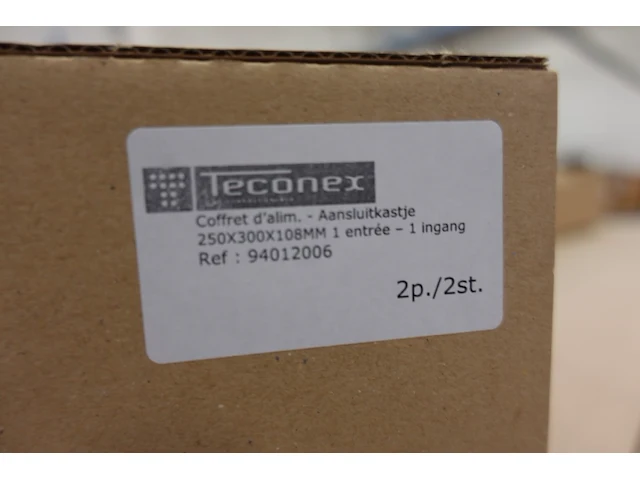 Teconex
Coffret d'alim. - Aansluitkastje
250X300X108MM 1 entrée – 1 ingang
Ref : 94012006
2p./2st.